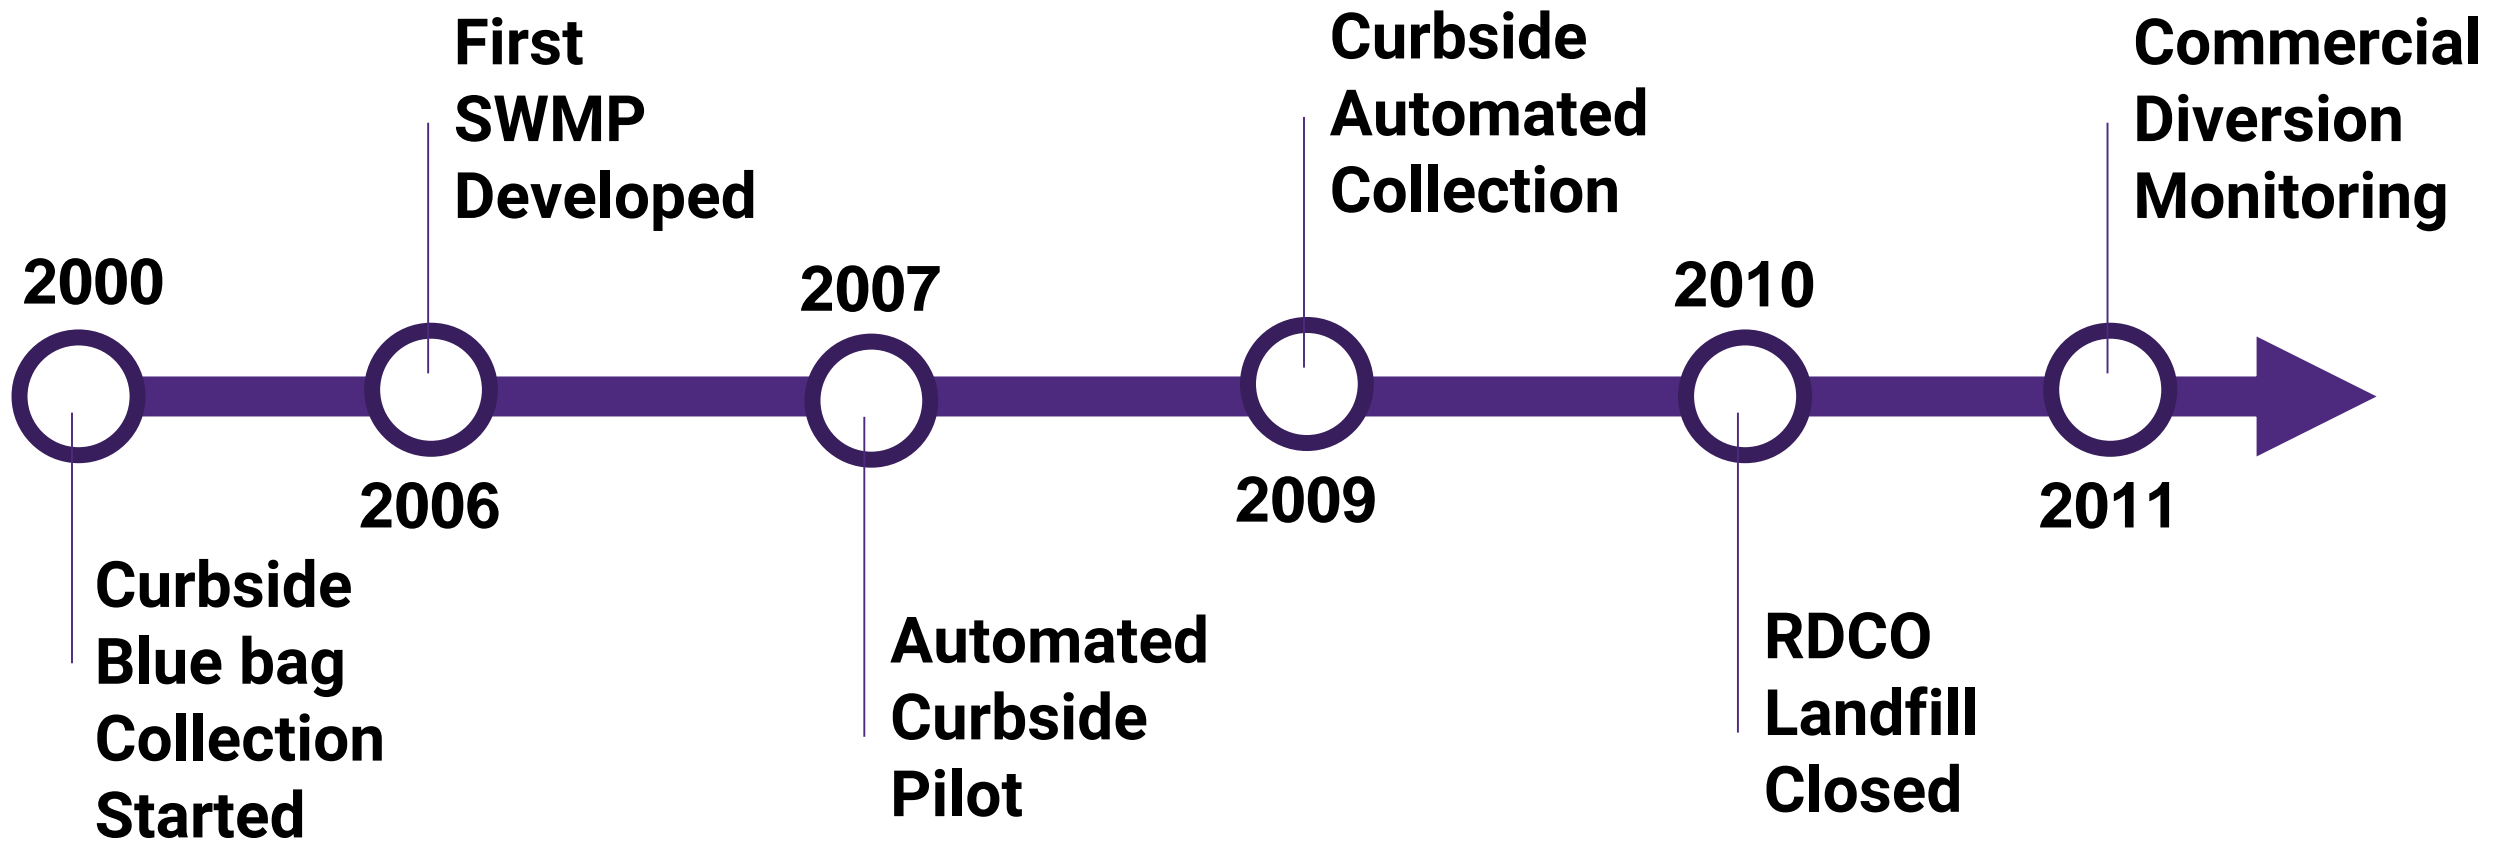 2000
Curbside
Blue bag
Collection
Started
First
SWMP
Developed
2006
2007
Automated
Curbside
Pilot
Curbside
Automated
Collection
2009
2010
RDCO
Landfill
Closed
Commercial
Diversion
Monitoring
2011